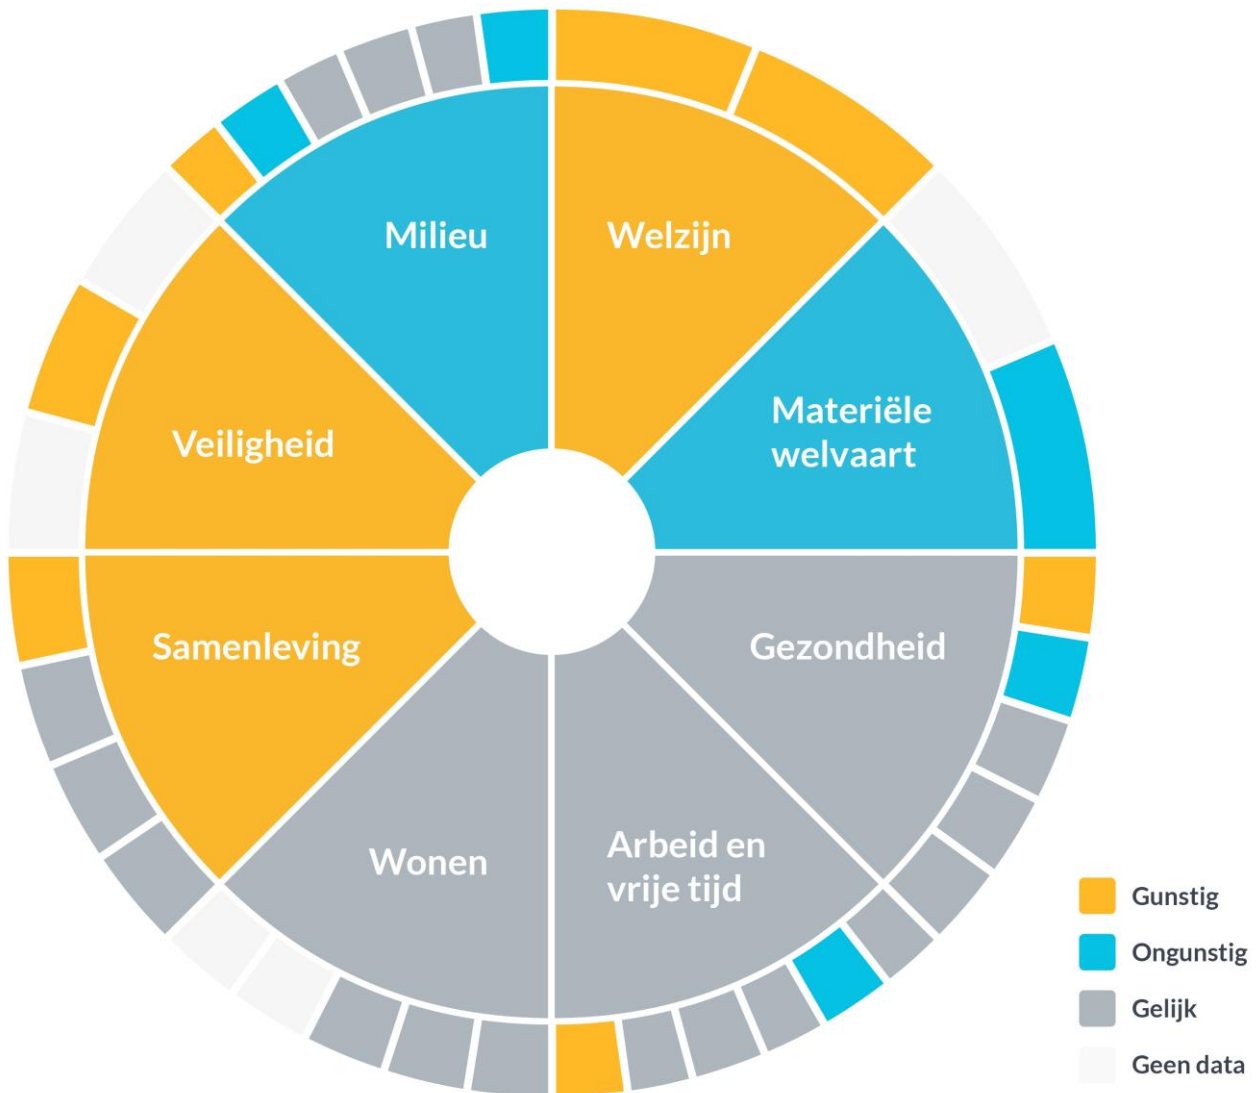 Milieu
Welzijn
Materiële
welvaart
Veiligheid
Samenleving
Gezondheid
Wonen
Arbeid en
vrije tijd
Gunstig
Ongunstig
Gelijk
Geen data